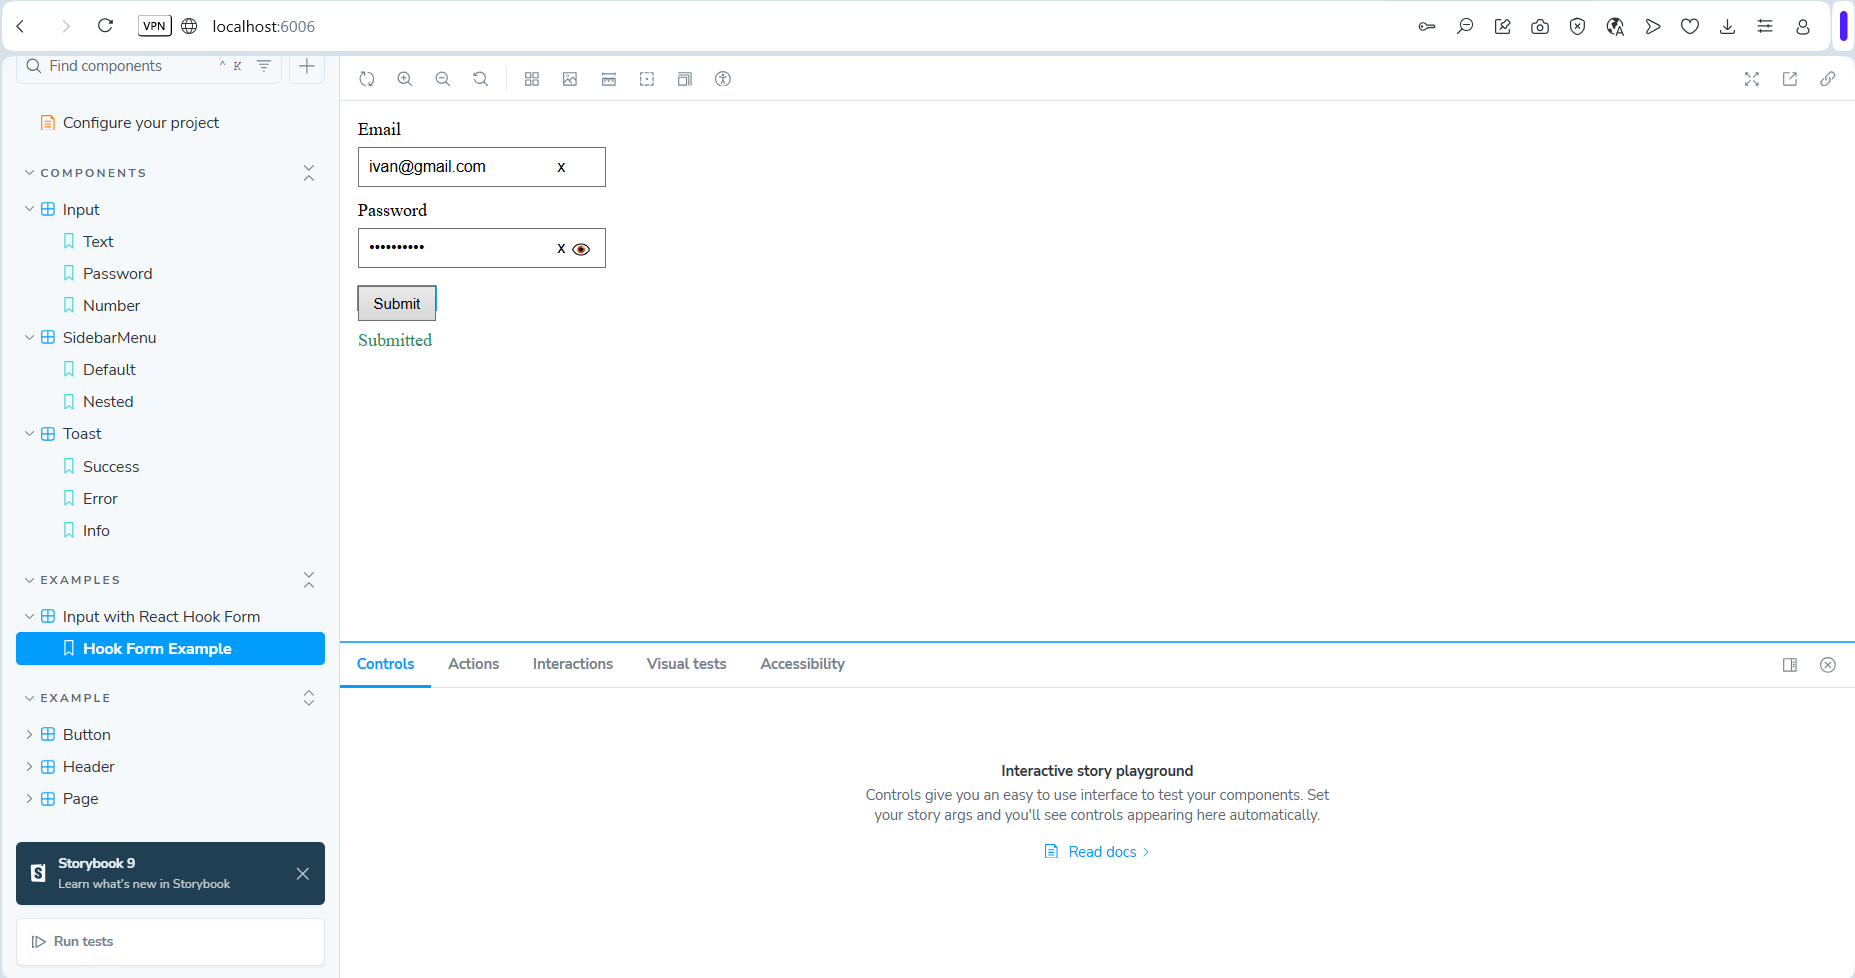 VPN localhost:6006
Find components ^ K
Configure your project
COMPONENTS
Input
Text
Password
Number
SidebarMenu
Default
Nested
Toast
Success
Error
Info
EXAMPLES
Input with React Hook Form
Hook Form Example
EXAMPLE
Button
Header
Page
Storybook 9
Learn what's new in Storybook
Run tests
Email
ivan@gmail.com x
Password
•••••••••• x
Submit
Submitted
Controls Actions Interactions Visual tests Accessibility
Interactive story playground
Controls give you an easy to use interface to test your components. Set
your story args and you'll see controls appearing here automatically.
Read docs